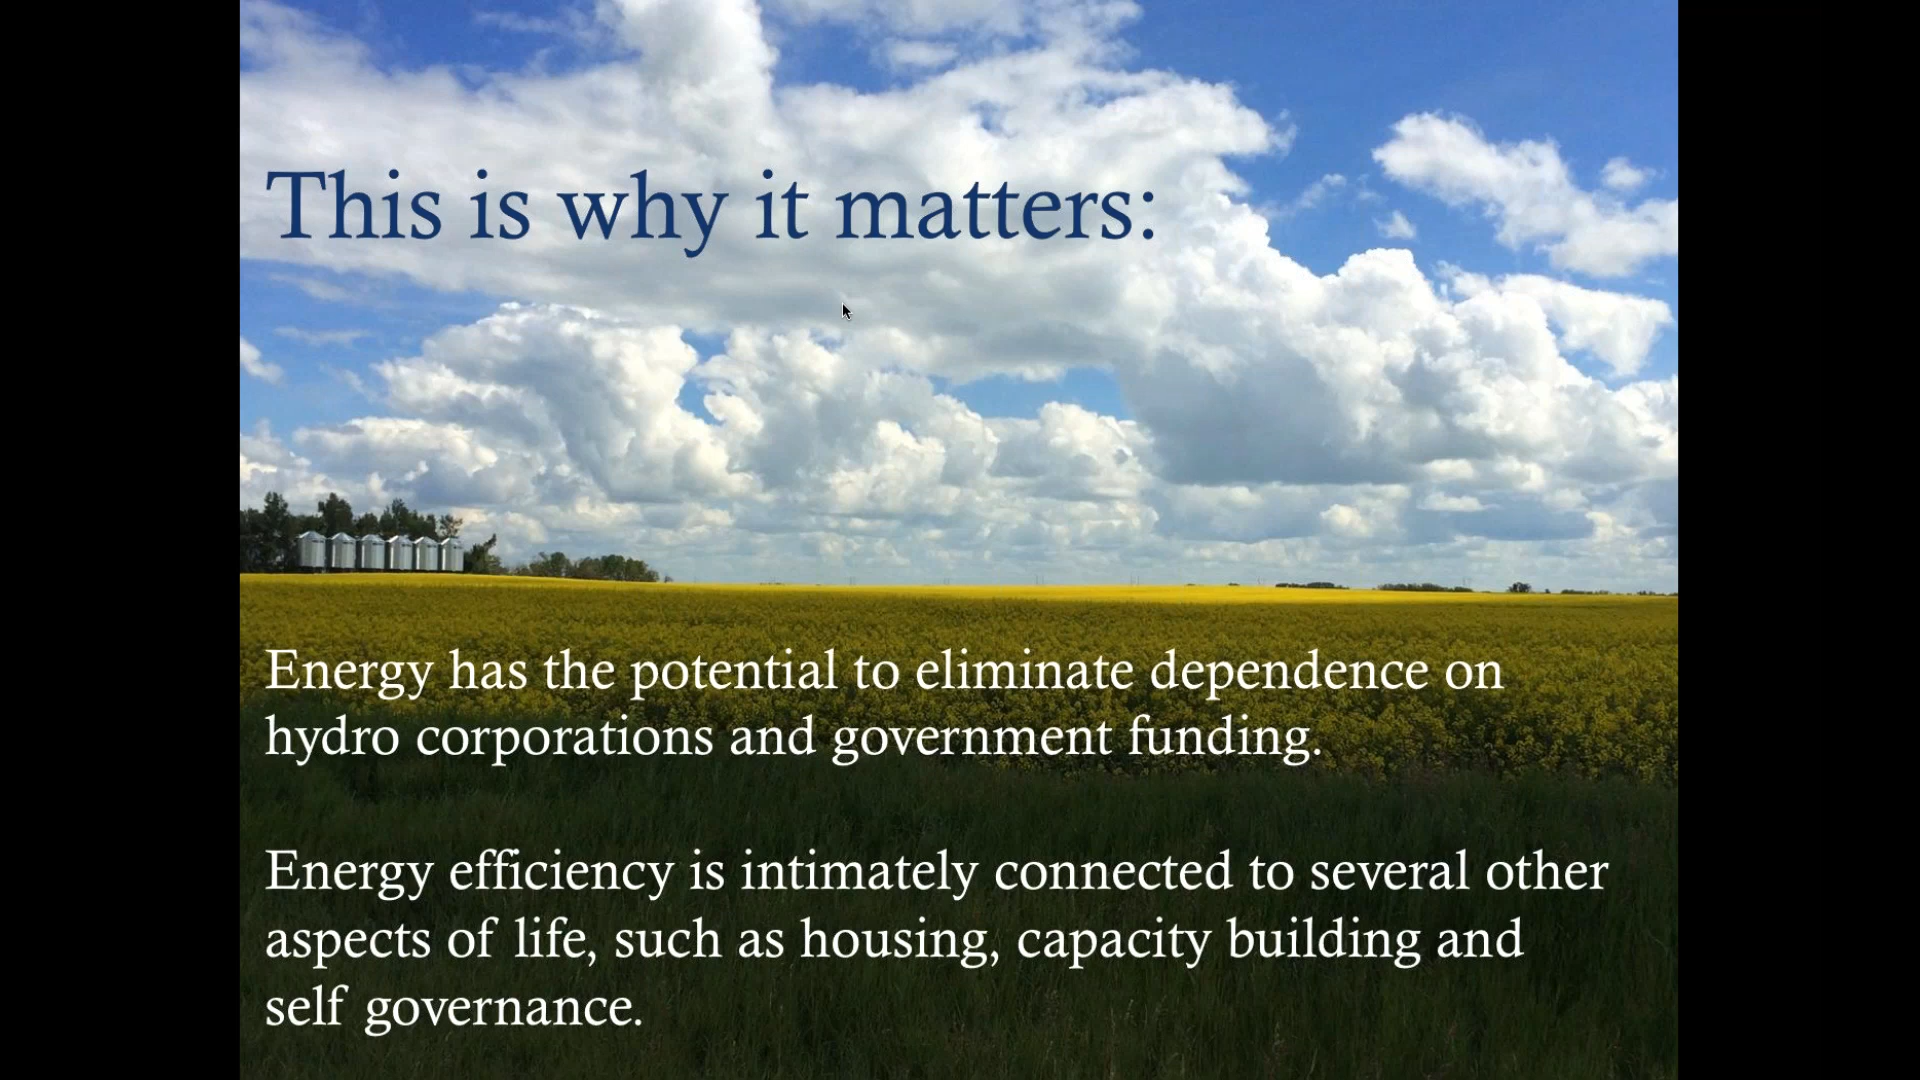 This is why it matters:
Energy has the potential to eliminate dependence on
hydro corporations and government funding.
Energy efficiency is intimately connected to several other
aspects of life, such as housing, capacity building and
self governance.